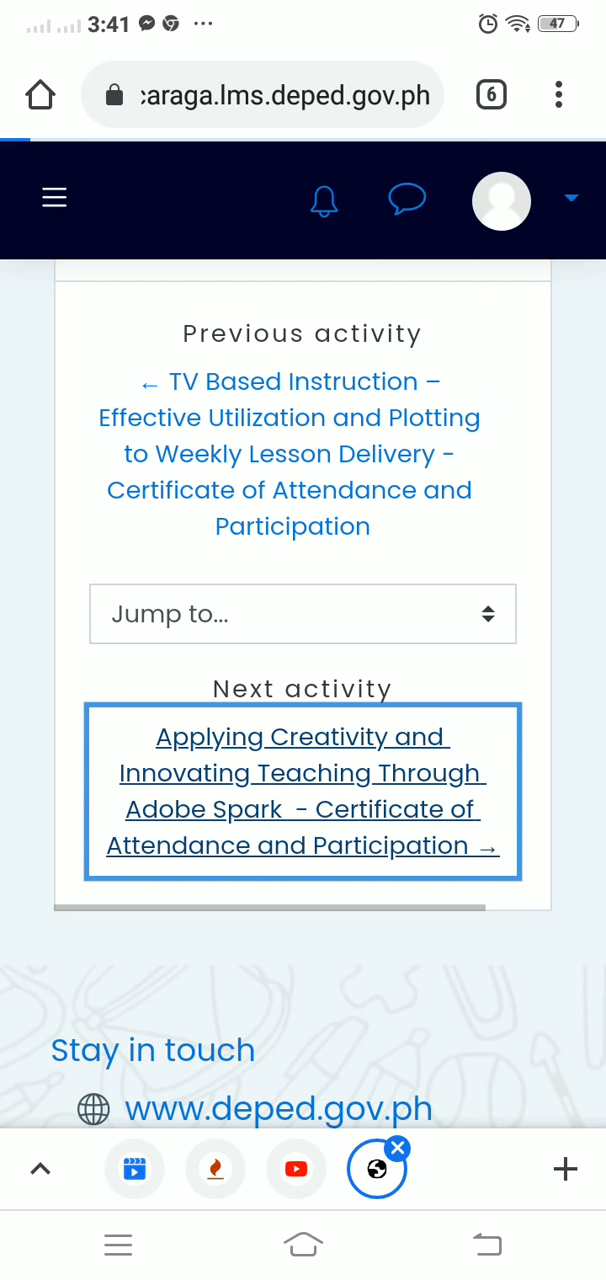 3:41
47
:araga.lms.deped.gov.ph
6
Previous activity
← TV Based Instruction –
Effective Utilization and Plotting
to Weekly Lesson Delivery -
Certificate of Attendance and
Participation
Jump to...
Next activity
Applying Creativity and
Innovating Teaching Through
Adobe Spark  - Certificate of
Attendance and Participation →
Stay in touch
www.deped.gov.ph